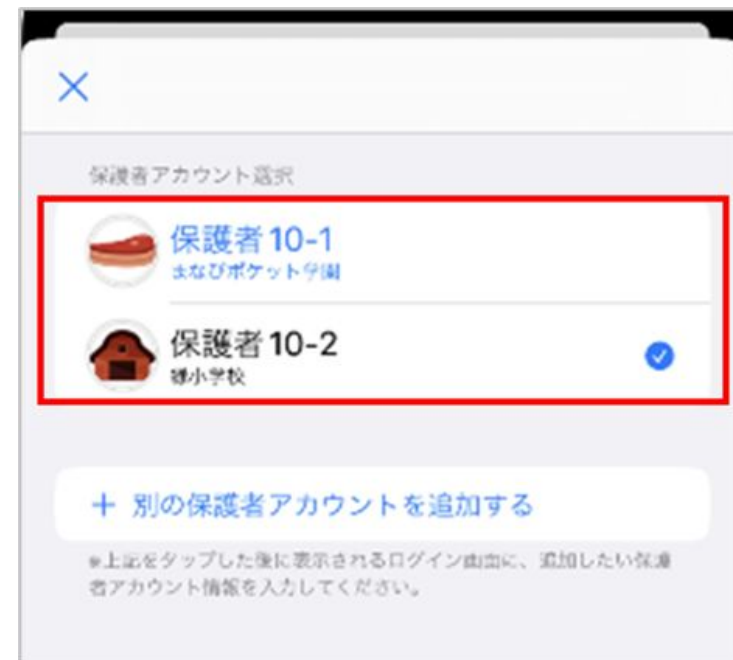 保護者アカウント選択
保護者 10-1
まなびポケット学園
保護者 10-2
小学校
＋ 別の保護者アカウントを追加する
※上記をタップした後に表示されるログイン画面に、追加したい保護
者アカウント情報を入力してください。